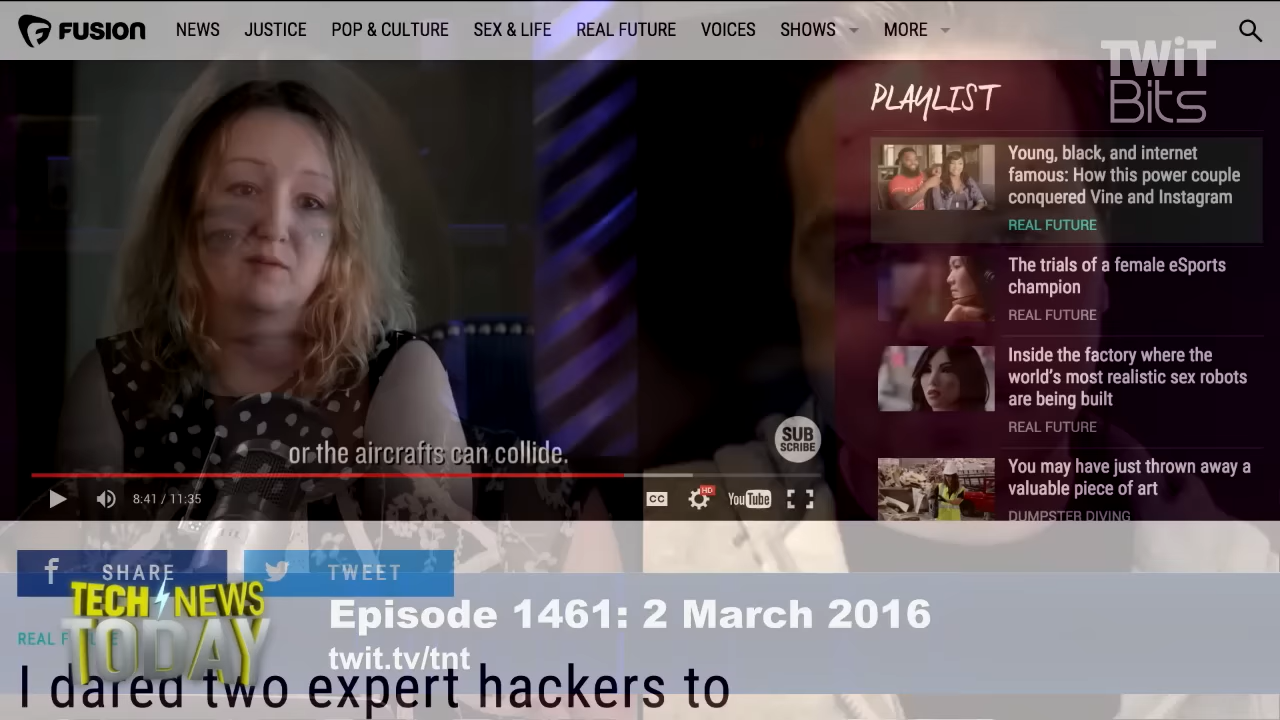 FUSION NEWS JUSTICE POP & CULTURE SEX & LIFE REAL FUTURE VOICES SHOWS MORE
TWiT
Bits
PLAYLIST
Young, black, and internet
famous: How this power couple
conquered Vine and Instagram
REAL FUTURE
The trials of a female eSports
champion
REAL FUTURE
Inside the factory where the
world's most realistic sex robots
are being built
REAL FUTURE
You may have just thrown away a
valuable piece of art
DUMPSTER DIVING
or the aircrafts can collide.
SUB
SCRIBE
8:41 / 11:35
CC
HD
YouTube
f SHARE
TWEET
TECH NEWS
TODAY
Episode 1461: 2 March 2016
twit.tv/tnt
REAL
I dared two expert hackers to